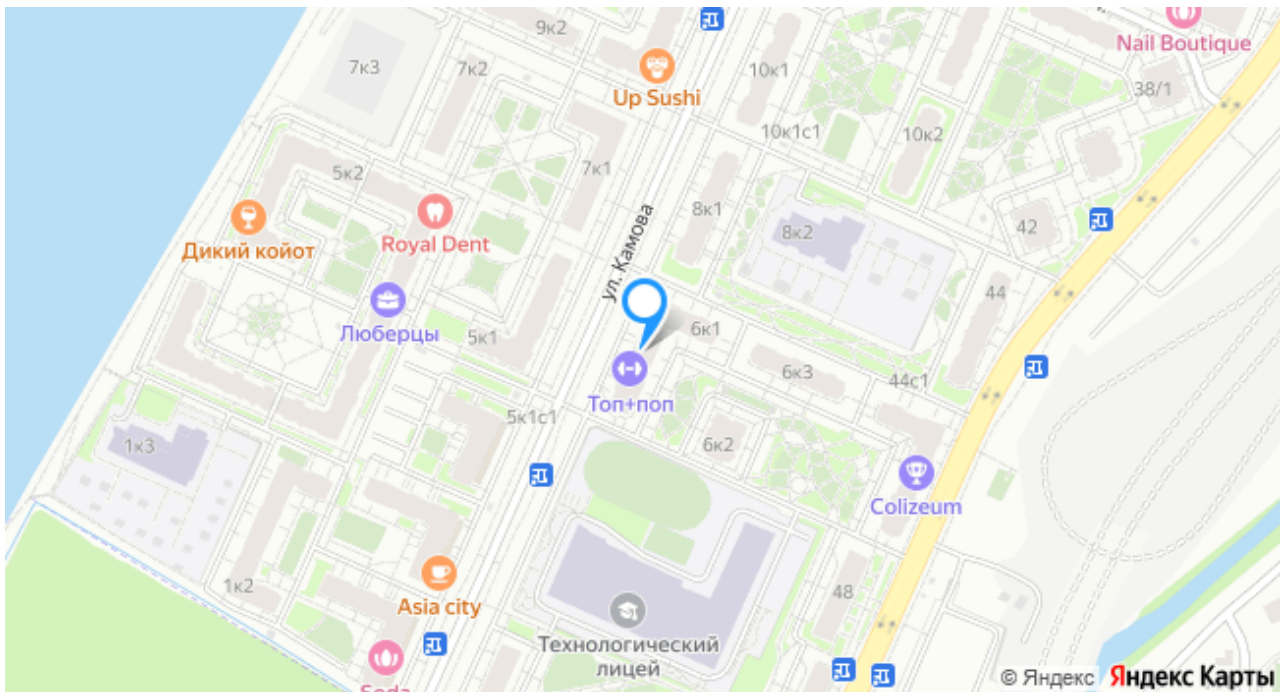 9к2
Nail Boutique
7к3
7к2
10к1
38/1
Up Sushi
10к1с1
10к2
7к1
5к2
8к1
Royal Dent
8к2
42
Дикий койот
ул. Камова
44
Люберцы
5к1
6к1
6к3
44с1
Топ+поп
5к1с1
6к2
1к3
Colizeum
1к2
48
Asia city
Технологический
лицей
© Яндекс Яндекс Карты